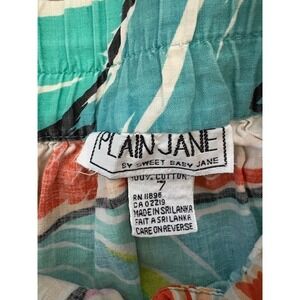 PLAIN JANE
BY SWEET BABY JANE
100% COTTON
7
RN 11896
CA 02219
MADE IN SRI LANKA
FAIT A SRI LANKA
CARE ON REVERSE